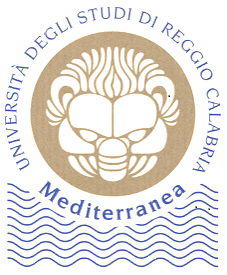 UNIVERSITÀ DEGLI STUDI DI REGGIO CALABRIA
Mediterranea